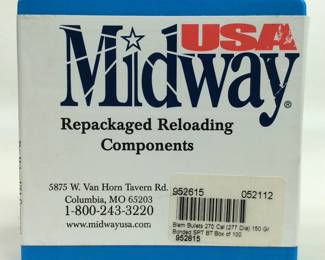 USA
Midway®
Repackaged Reloading
Components
5875 W. Van Horn Tavern Rd.
Columbia, MO 65203
1-800-243-3220
www.midwayusa.com
952615 052112
Blem Bullets 270 Cal (277 Dia) 150 Gr
Bonded SPT BT Box of 100
952615